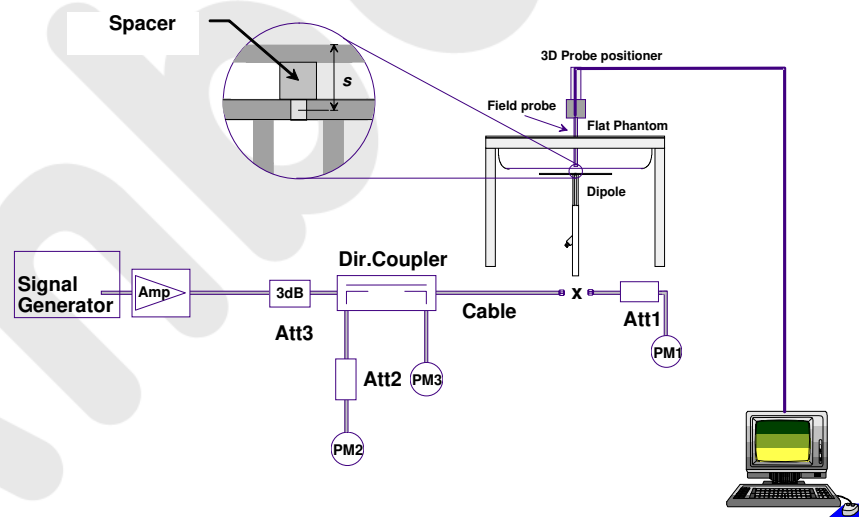 Spacer
s
3D Probe positioner
Field probe
Flat Phantom
Dipole
Dir.Coupler
Signal
Generator
Amp
3dB
Cable
x
Att1
Att3
PM1
Att2
PM3
PM2